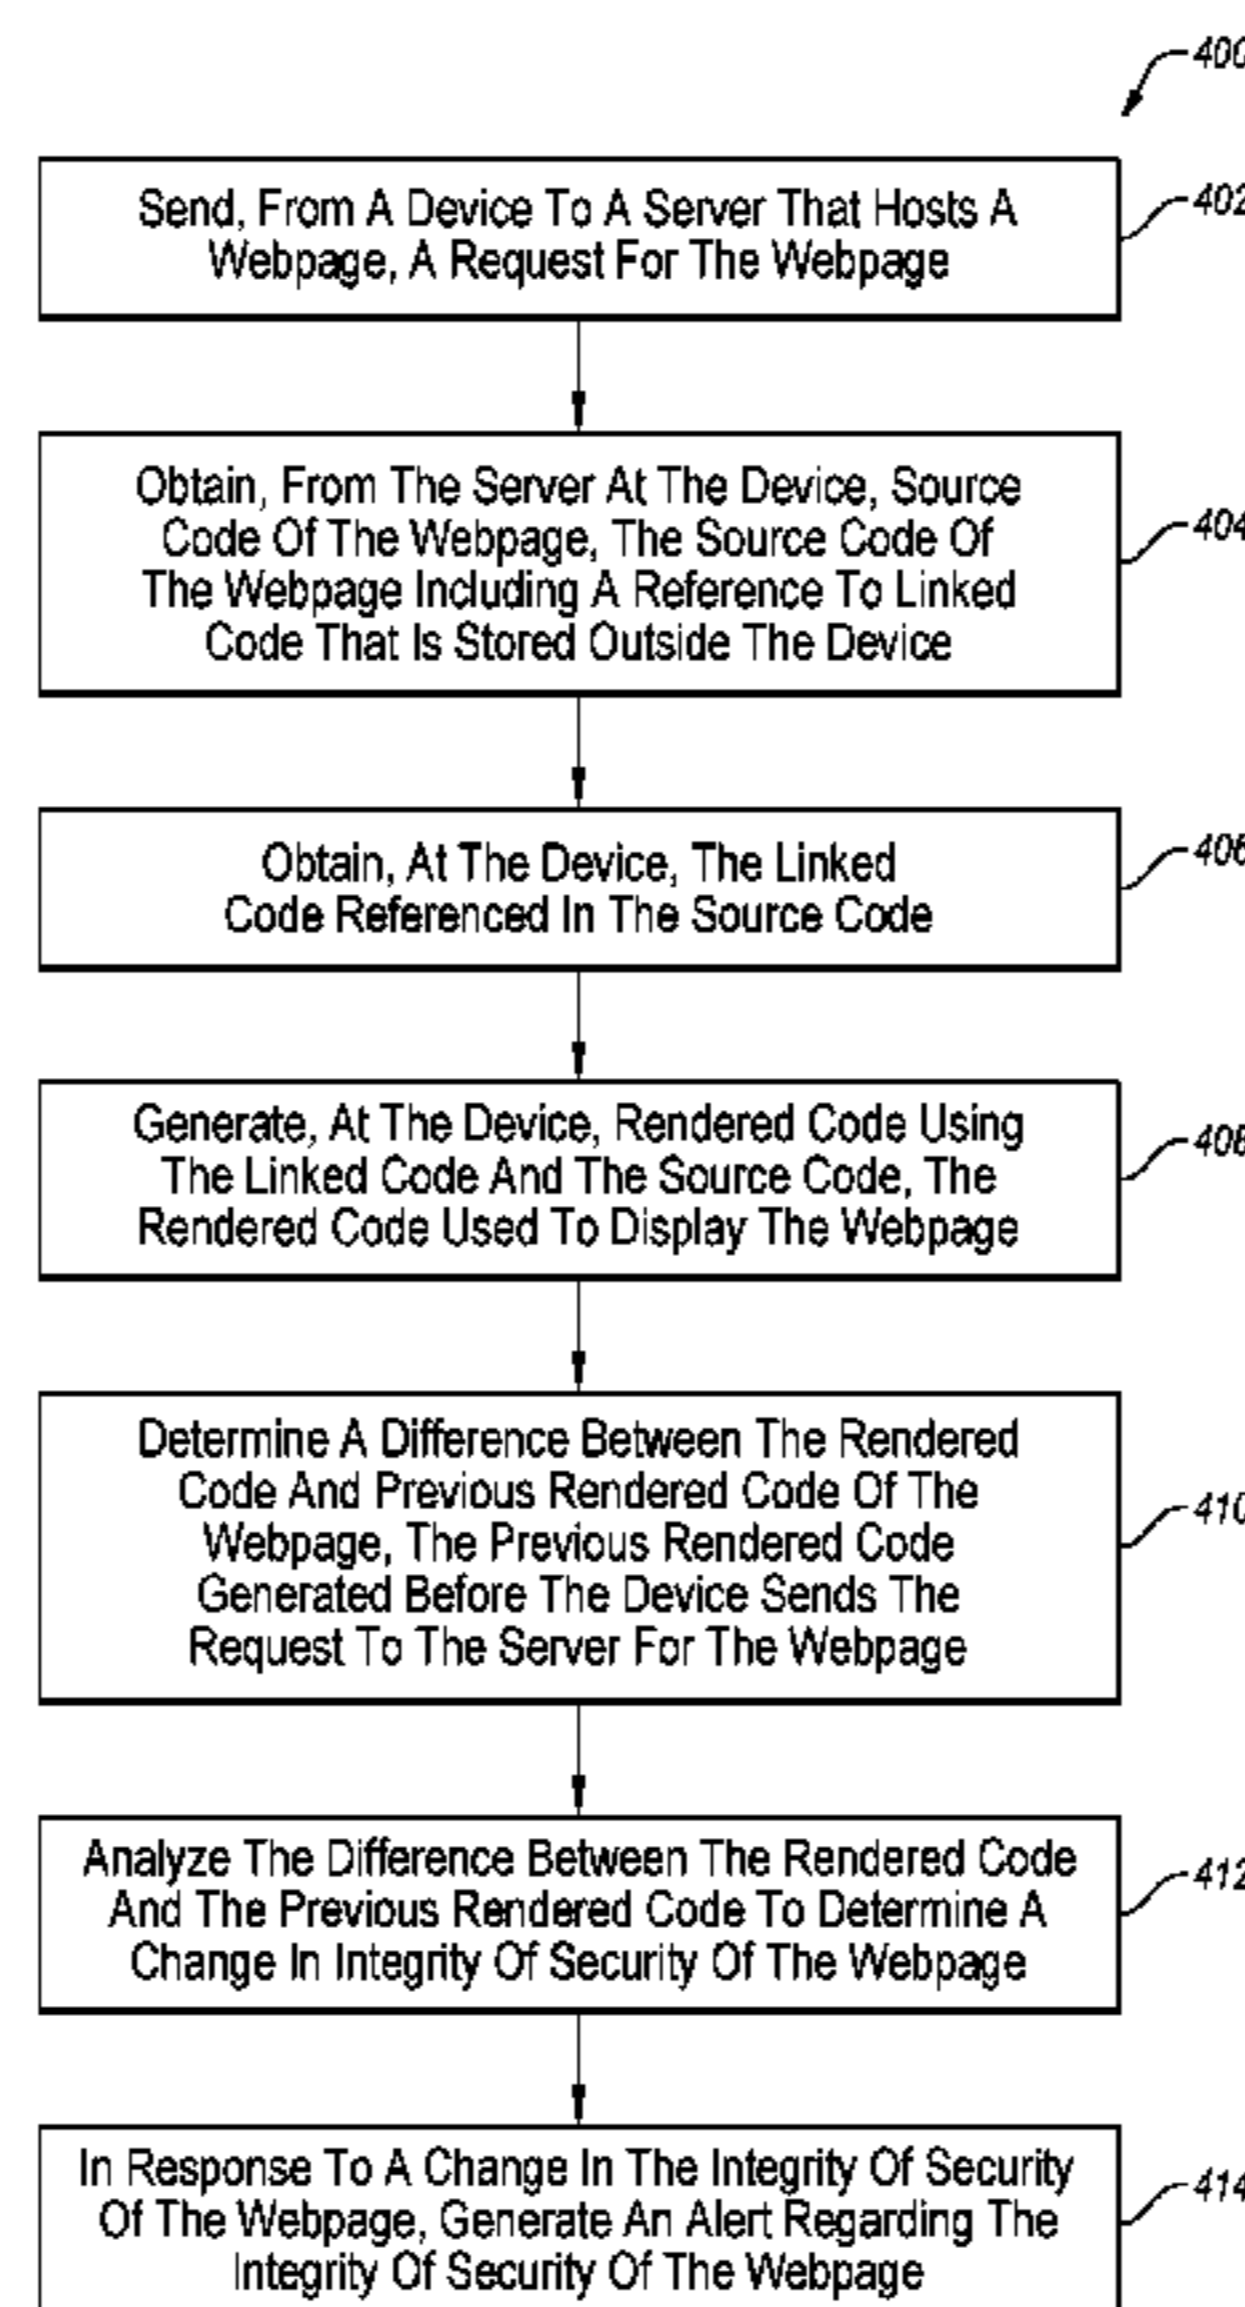 400
Send, From A Device To A Server That Hosts A
Webpage, A Request For The Webpage
402
Obtain, From The Server At The Device, Source
Code Of The Webpage, The Source Code Of
The Webpage Including A Reference To Linked
Code That Is Stored Outside The Device
404
Obtain, At The Device, The Linked
Code Referenced In The Source Code
406
Generate, At The Device, Rendered Code Using
The Linked Code And The Source Code, The
Rendered Code Used To Display The Webpage
408
Determine A Difference Between The Rendered
Code And Previous Rendered Code Of The
Webpage, The Previous Rendered Code
Generated Before The Device Sends The
Request To The Server For The Webpage
410
Analyze The Difference Between The Rendered Code
And The Previous Rendered Code To Determine A
Change In Integrity Of Security Of The Webpage
412
In Response To A Change In The Integrity Of Security
Of The Webpage, Generate An Alert Regarding The
Integrity Of Security Of The Webpage
414